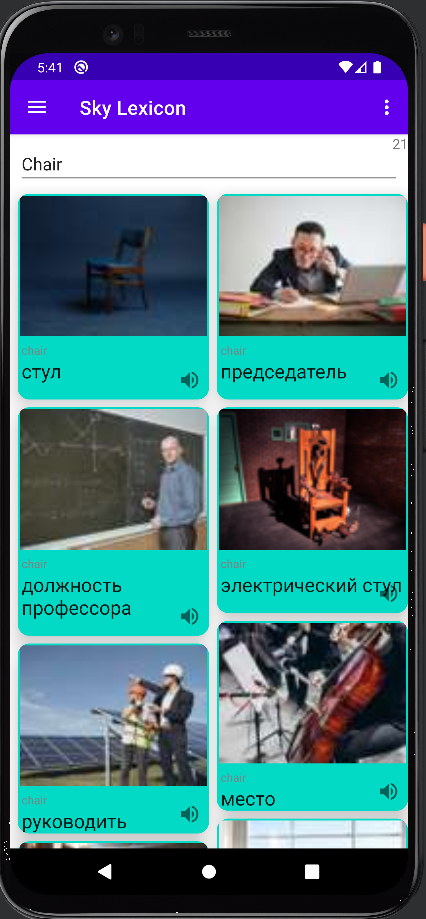 5:41
Sky Lexicon
21
Chair
chair
стул
chair
председатель
chair
должность
профессора
chair
электрический стул
chair
руководить
chair
место